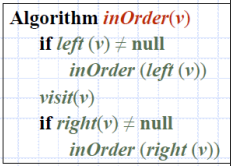 Algorithm inOrder(v)
if left (v) ≠ null
inOrder (left (v))
visit(v)
if right(v) ≠ null
inOrder (right (v))